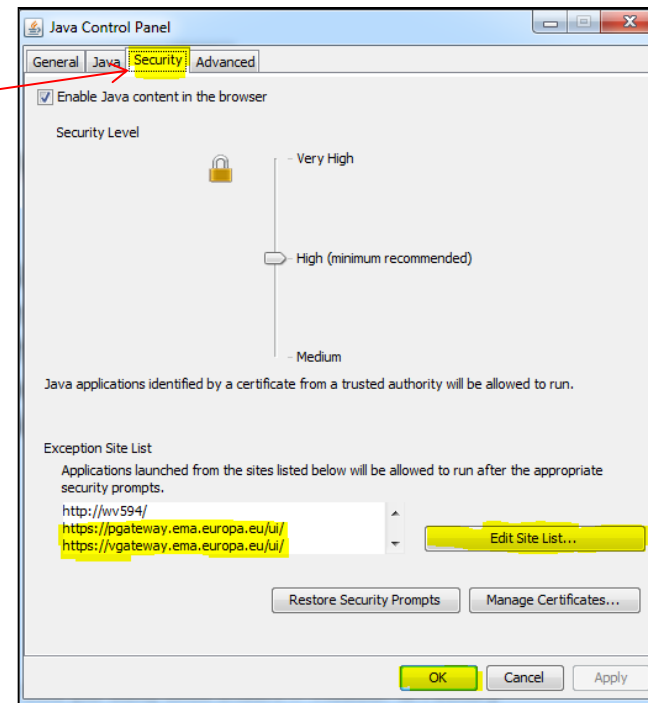 Java Control Panel
General Java Security Advanced
Enable Java content in the browser
Security Level
- Very High
- High (minimum recommended)
- Medium
Java applications identified by a certificate from a trusted authority will be allowed to run.
Exception Site List
Applications launched from the sites listed below will be allowed to run after the appropriate
security prompts.
http://wv594/
https://pgateway.ema.europa.eu/ui/
https://vgateway.ema.europa.eu/ui/
Edit Site List...
Restore Security Prompts Manage Certificates...
OK Cancel Apply